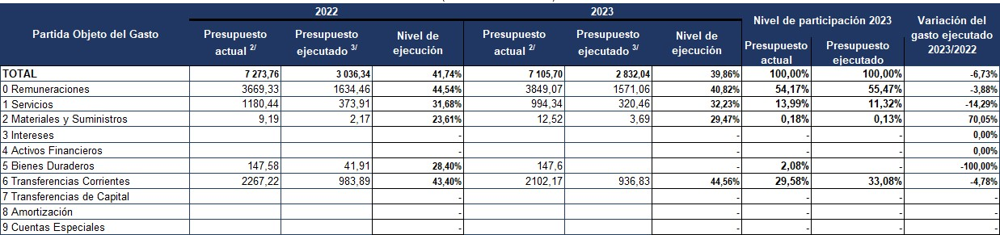 2022 2023
Partida Objeto del Gasto Presupuesto actual 2/ Presupuesto ejecutado 3/ Nivel de ejecución Presupuesto actual 2/ Presupuesto ejecutado 3/ Nivel de ejecución Nivel de participación 2023 Presupuesto actual Presupuesto ejecutado Variación del gasto ejecutado 2023/2022
TOTAL 7 273,76 3 036,34 41,74% 7 105,70 2 832,04 39,86% 100,00% 100,00% -6,73%
0 Remuneraciones 3669,33 1634,46 44,54% 3849,07 1571,06 40,82% 54,17% 55,47% -3,88%
1 Servicios 1180,44 373,91 31,68% 994,34 320,46 32,23% 13,99% 11,32% -14,29%
2 Materiales y Suministros 9,19 2,17 23,61% 12,52 3,69 29,47% 0,18% 0,13% 70,05%
3 Intereses - - - - 0,00%
4 Activos Financieros - - - - 0,00%
5 Bienes Duraderos 147,58 41,91 28,40% 147,6 - 2,08% - -100,00%
6 Transferencias Corrientes 2267,22 983,89 43,40% 2102,17 936,83 44,56% 29,58% 33,08% -4,78%
7 Transferencias de Capital - - - - -
8 Amortización - - - - -
9 Cuentas Especiales - - - - -